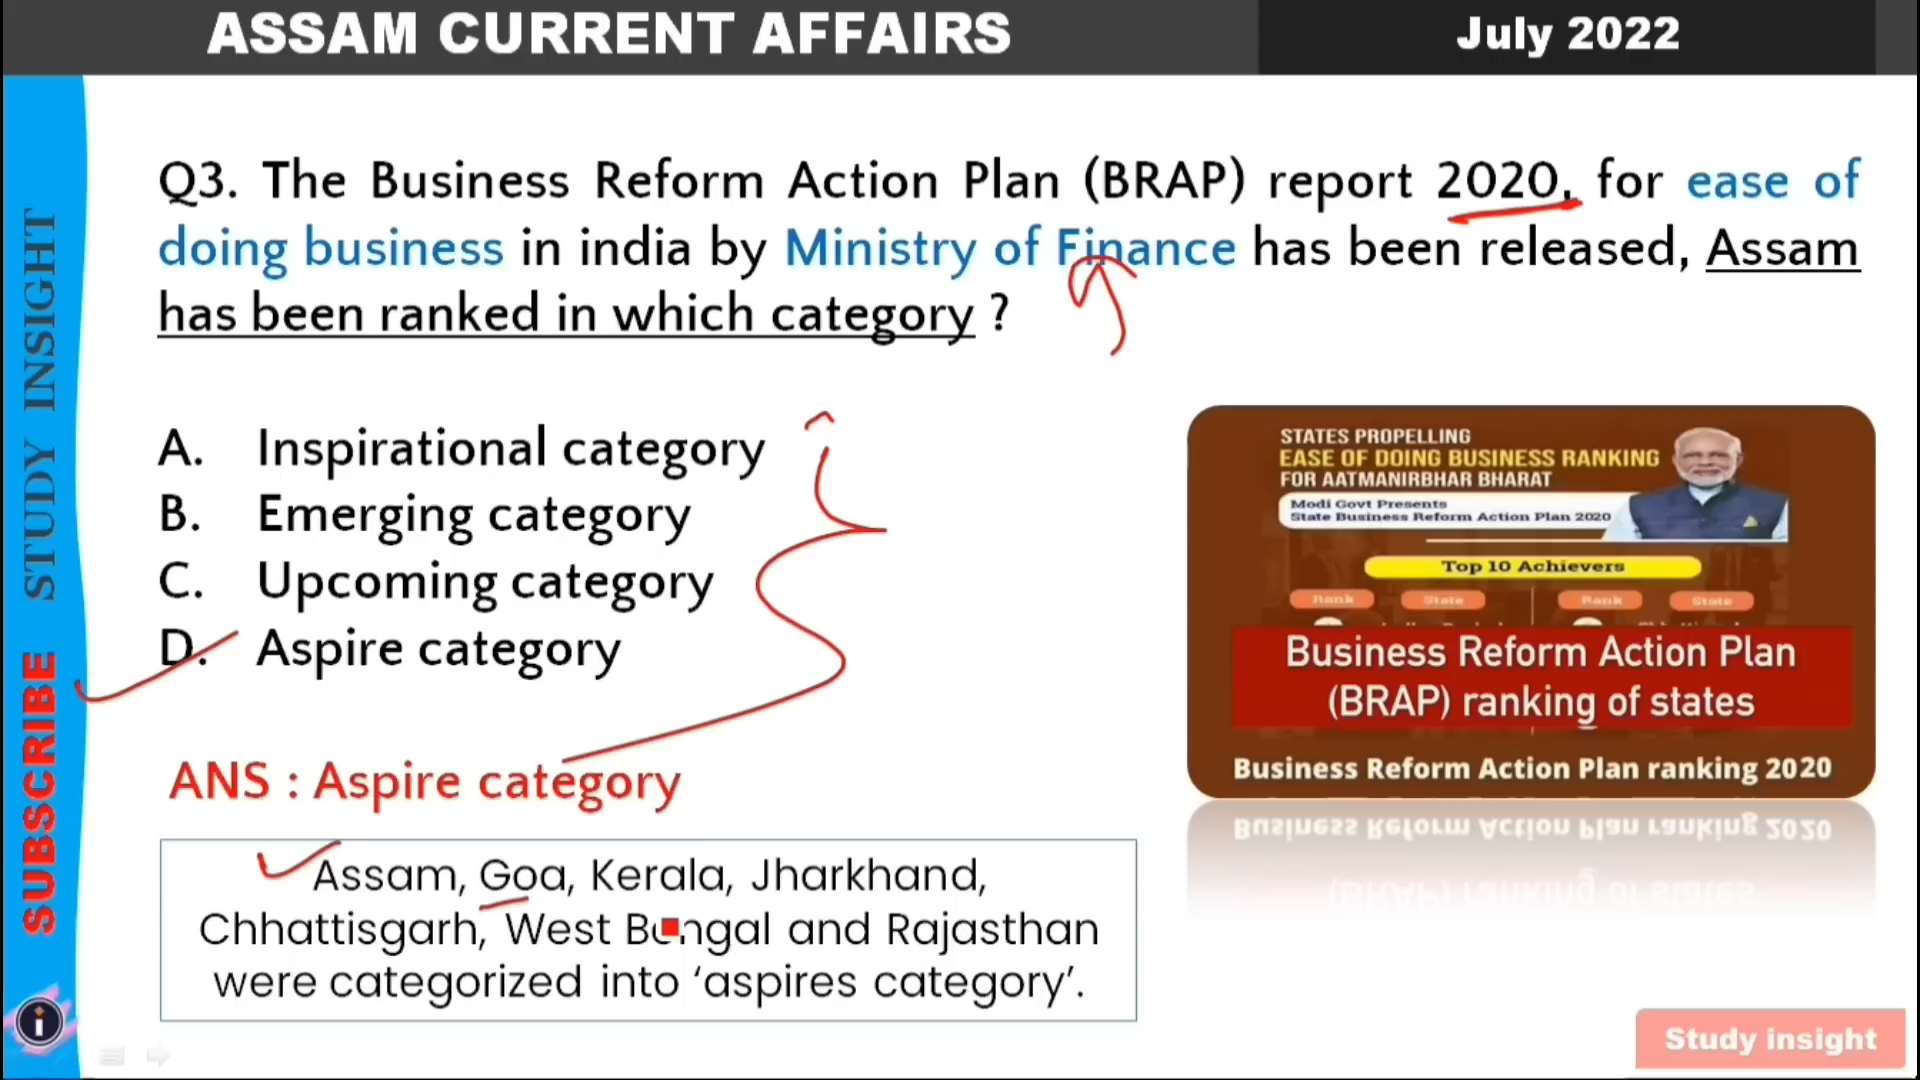 ASSAM CURRENT AFFAIRS
July 2022
SUBSCRIBE STUDY INSIGHT
Q3. The Business Reform Action Plan (BRAP) report 2020, for ease of
doing business in india by Ministry of Finance has been released, Assam
has been ranked in which category ?
A. Inspirational category
B. Emerging category
C. Upcoming category
D. Aspire category
ANS : Aspire category
Assam, Goa, Kerala, Jharkhand,
Chhattisgarh, West Bengal and Rajasthan
were categorized into ‘aspires category’.
STATES PROPELLING
EASE OF DOING BUSINESS RANKING
FOR AATMANIRBHAR BHARAT
Modi Govt Presents
State Business Reform Action Plan 2020
Top 10 Achievers
Rank State Rank State
Business Reform Action Plan
(BRAP) ranking of states
Business Reform Action Plan ranking 2020
Study insight